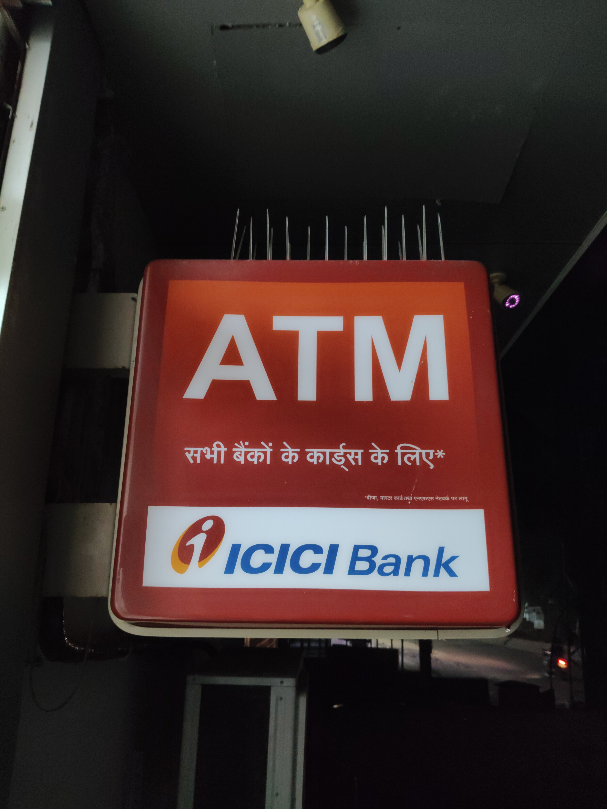 ATM
सभी बैंकों के कार्ड्स के लिए*
ICICI Bank